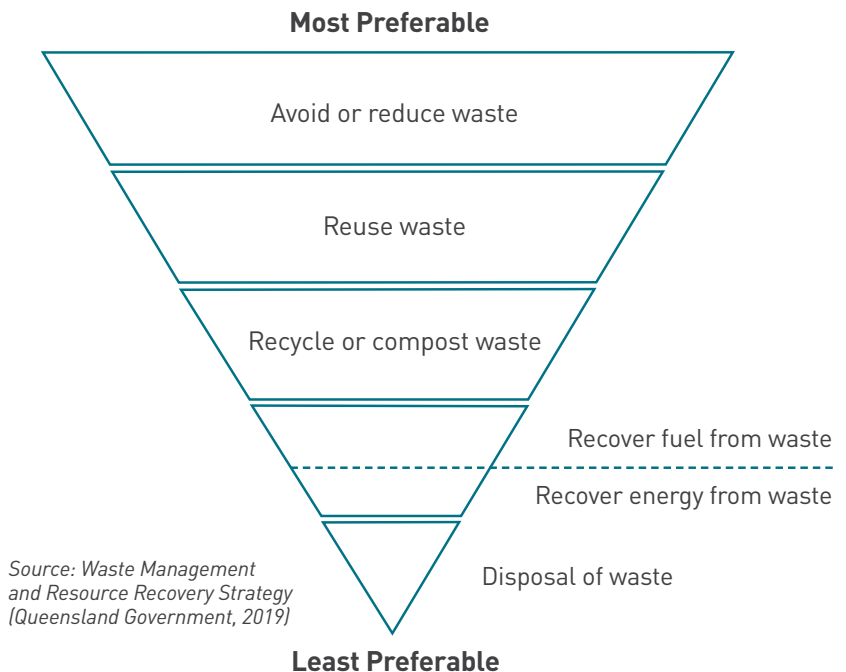 Most Preferable
Avoid or reduce waste
Reuse waste
Recycle or compost waste
Recover fuel from waste
Recover energy from waste
Disposal of waste
Source: Waste Management
and Resource Recovery Strategy
(Queensland Government, 2019)
Least Preferable